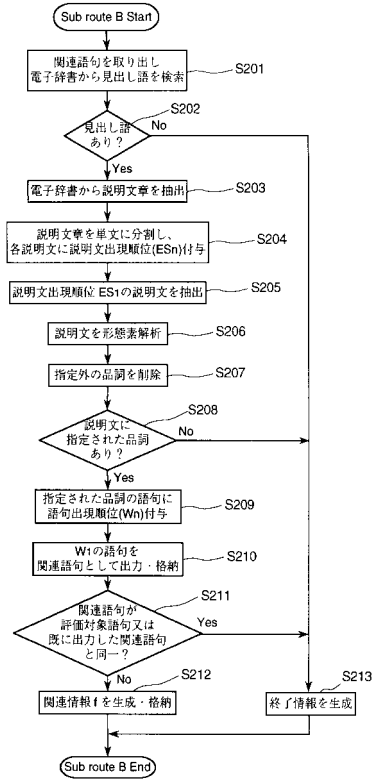 Sub route B Start
関連語句を取り出し
電子辞書から見出し語を検索
S201
S202
見出し語
あり?
No
Yes
電子辞書から説明文章を抽出
S203
説明文章を単文に分割し、
各説明文に説明文出現順位(ESn)付与
S204
説明文出現順位 ES1の説明文を抽出
S205
説明文を形態素解析
S206
指定外の品詞を削除
S207
S208
説明文に
指定された品詞
あり?
No
Yes
指定された品詞の語句に
語句出現順位(Wn)付与
S209
W1の語句を
関連語句として出力・格納
S210
S211
関連語句が
評価対象語句又は
既に出力した関連語句
と同一?
Yes
No
S212
関連情報 f を生成・格納
S213
終了情報を生成
Sub route B End